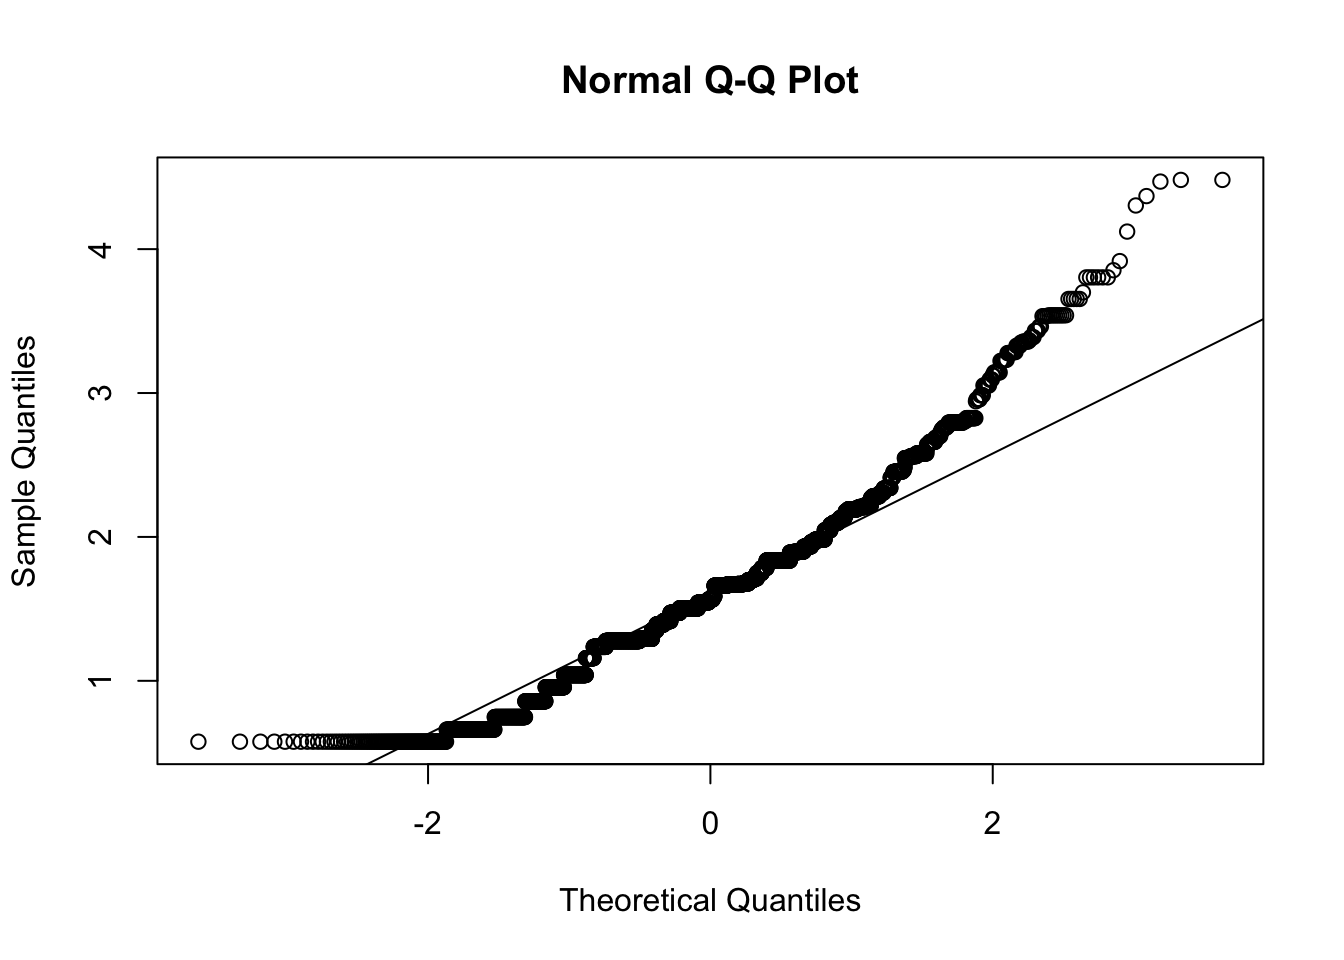 Normal Q-Q Plot
4
3
2
1
Sample Quantiles
-2 0 2
Theoretical Quantiles